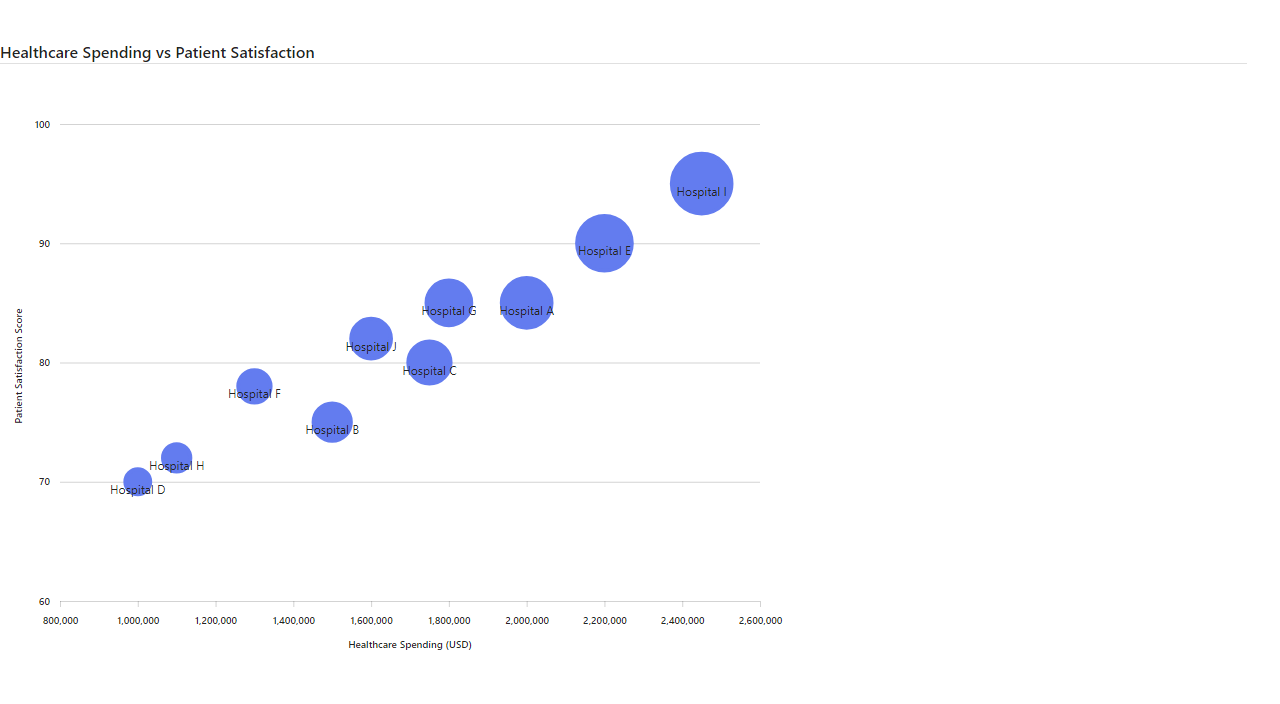 Healthcare Spending vs Patient Satisfaction
100
90
80
70
60
Patient Satisfaction Score
Hospital I
Hospital E
Hospital G
Hospital A
Hospital J
Hospital C
Hospital F
Hospital B
Hospital H
Hospital D
800,000 1,000,000 1,200,000 1,400,000 1,600,000 1,800,000 2,000,000 2,200,000 2,400,000 2,600,000
Healthcare Spending (USD)